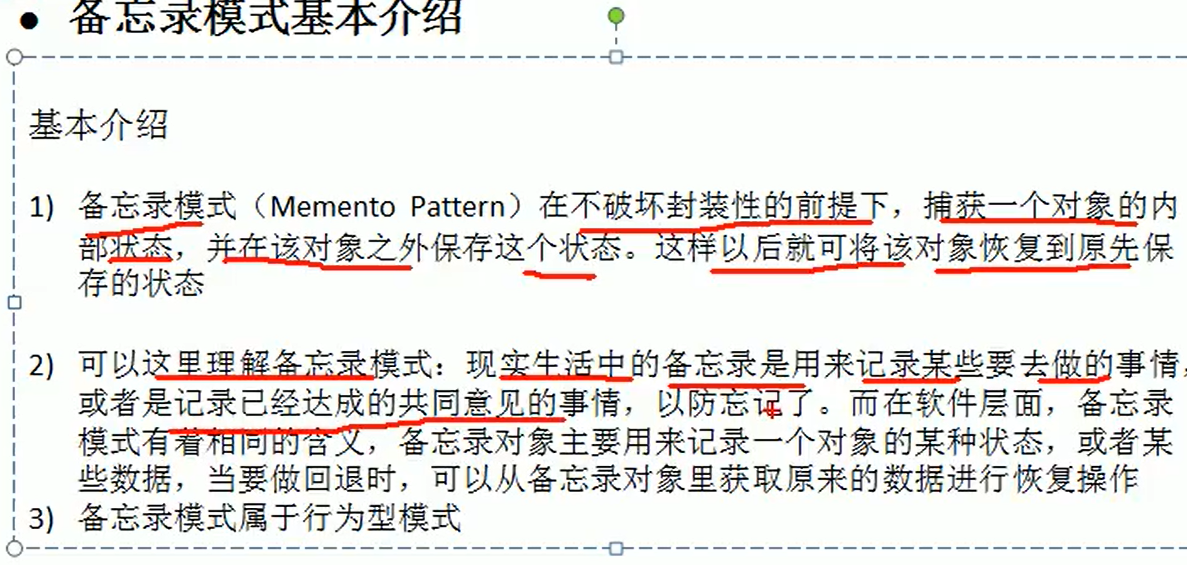 ● 备忘录模式基本介绍
基本介绍
1) 备忘录模式（Memento Pattern）在不破坏封装性的前提下，捕获一个对象的内
部状态，并在该对象之外保存这个状态。这样以后就可将该对象恢复到原先保
存的状态
2) 可以这里理解备忘录模式：现实生活中的备忘录是用来记录某些要去做的事情，
或者是记录已经达成的共同意见的事情，以防忘记了。而在软件层面，备忘录
模式有着相同的含义，备忘录对象主要用来记录一个对象的某种状态，或者某
些数据，当要做回退时，可以从备忘录对象里获取原来的数据进行恢复操作
3) 备忘录模式属于行为型模式